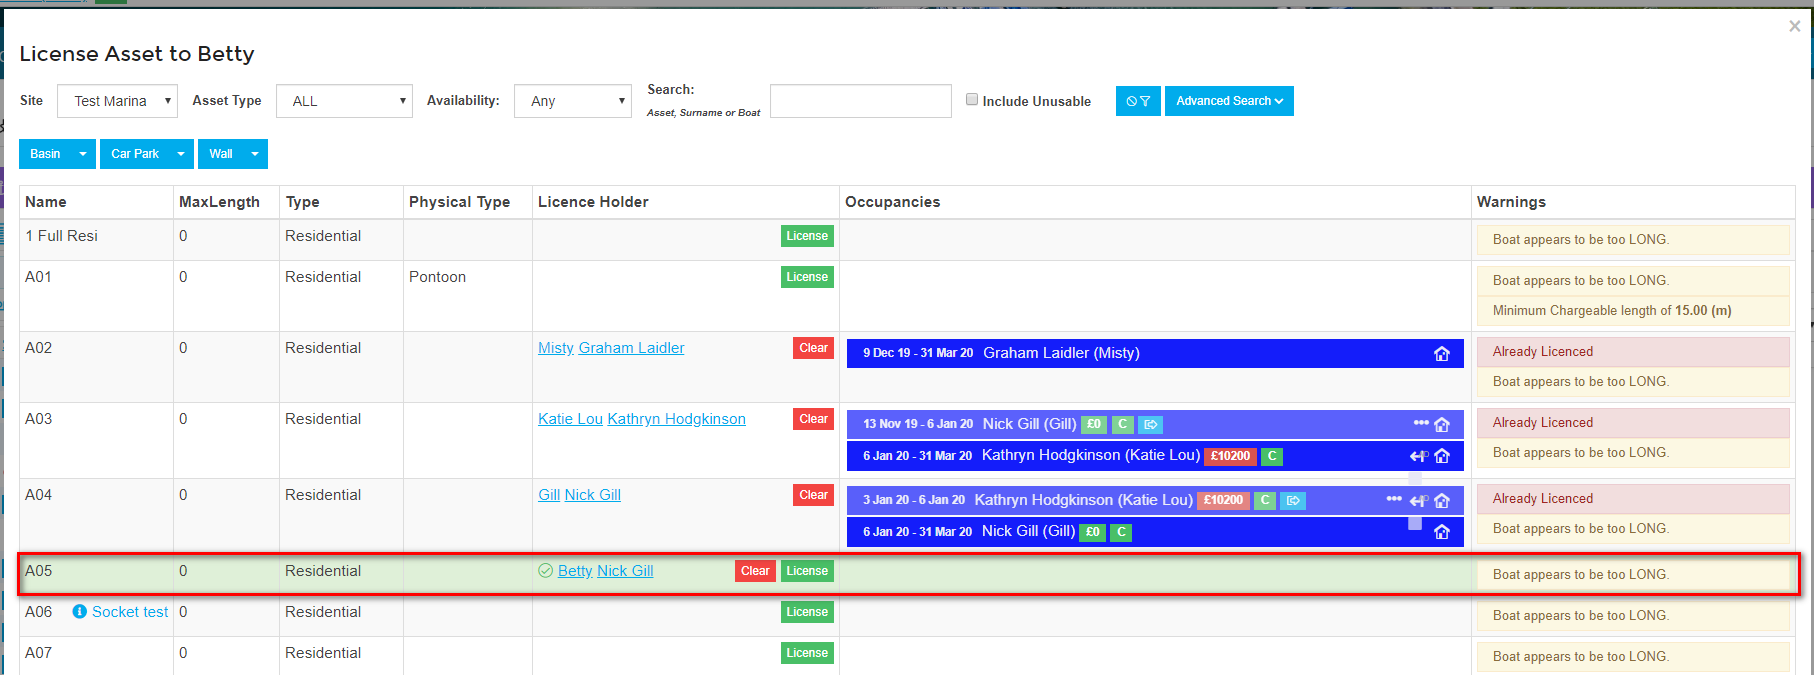 ×
License Asset to Betty
Site Test Marina Asset Type ALL Availability: Any Search: Asset, Surname or Boat Include Unusable Advanced Search
Basin Car Park Wall
Name MaxLength Type Physical Type Licence Holder Occupancies Warnings
1 Full Resi 0 Residential License Boat appears to be too LONG.
A01 0 Residential Pontoon License Boat appears to be too LONG.
Minimum Chargeable length of 15.00 (m)
A02 0 Residential Misty Graham Laidler Clear 9 Dec 19 - 31 Mar 20 Graham Laidler (Misty) Already Licenced
Boat appears to be too LONG.
A03 0 Residential Katie Lou Kathryn Hodgkinson Clear 13 Nov 19 - 6 Jan 20 Nick Gill (Gill) £0 C Already Licenced
6 Jan 20 - 31 Mar 20 Kathryn Hodgkinson (Katie Lou) £10200 C Boat appears to be too LONG.
A04 0 Residential Gill Nick Gill Clear 3 Jan 20 - 6 Jan 20 Kathryn Hodgkinson (Katie Lou) £10200 C Already Licenced
6 Jan 20 - 31 Mar 20 Nick Gill (Gill) £0 C Boat appears to be too LONG.
A05 0 Residential Betty Nick Gill Clear License Boat appears to be too LONG.
A06 Socket test 0 Residential License Boat appears to be too LONG.
A07 0 Residential License Boat appears to be too LONG.